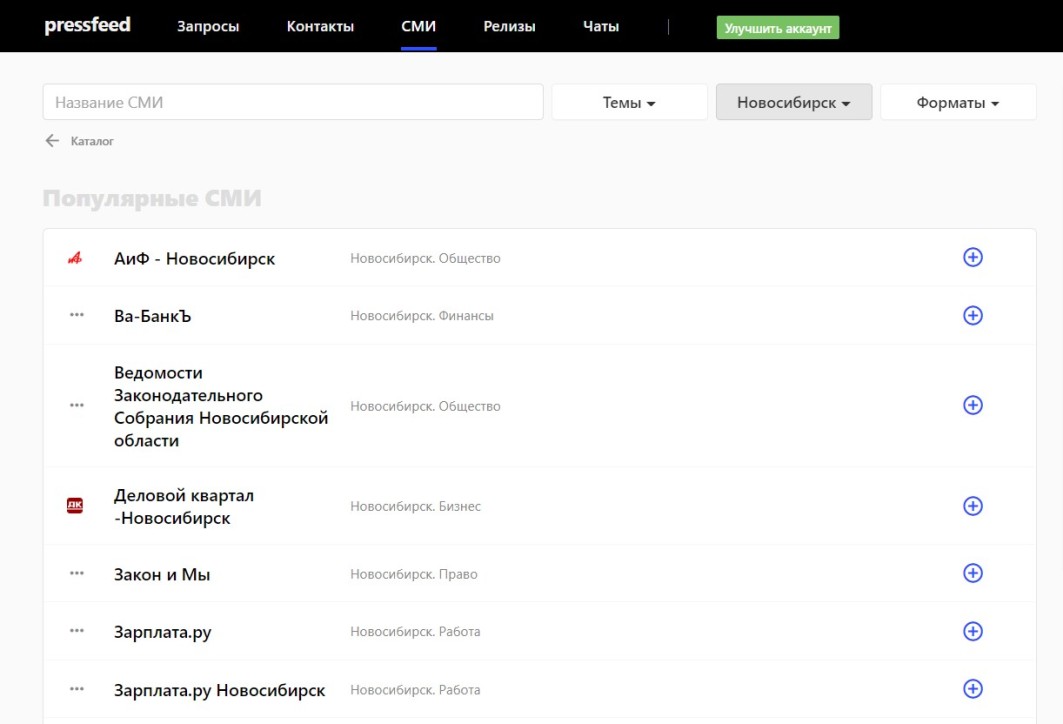 pressfeed Запросы Контакты СМИ Релизы Чаты Улучшить аккаунт
Название СМИ Темы Новосибирск Форматы
Каталог
Популярные СМИ
АиФ - Новосибирск Новосибирск. Общество
Ва-БанкЪ Новосибирск. Финансы
Ведомости
Законодательного
Собрания Новосибирской
области
Новосибирск. Общество
Деловой квартал
-Новосибирск
Новосибирск. Бизнес
Закон и Мы Новосибирск. Право
Зарплата.ру Новосибирск. Работа
Зарплата.ру Новосибирск Новосибирск. Работа